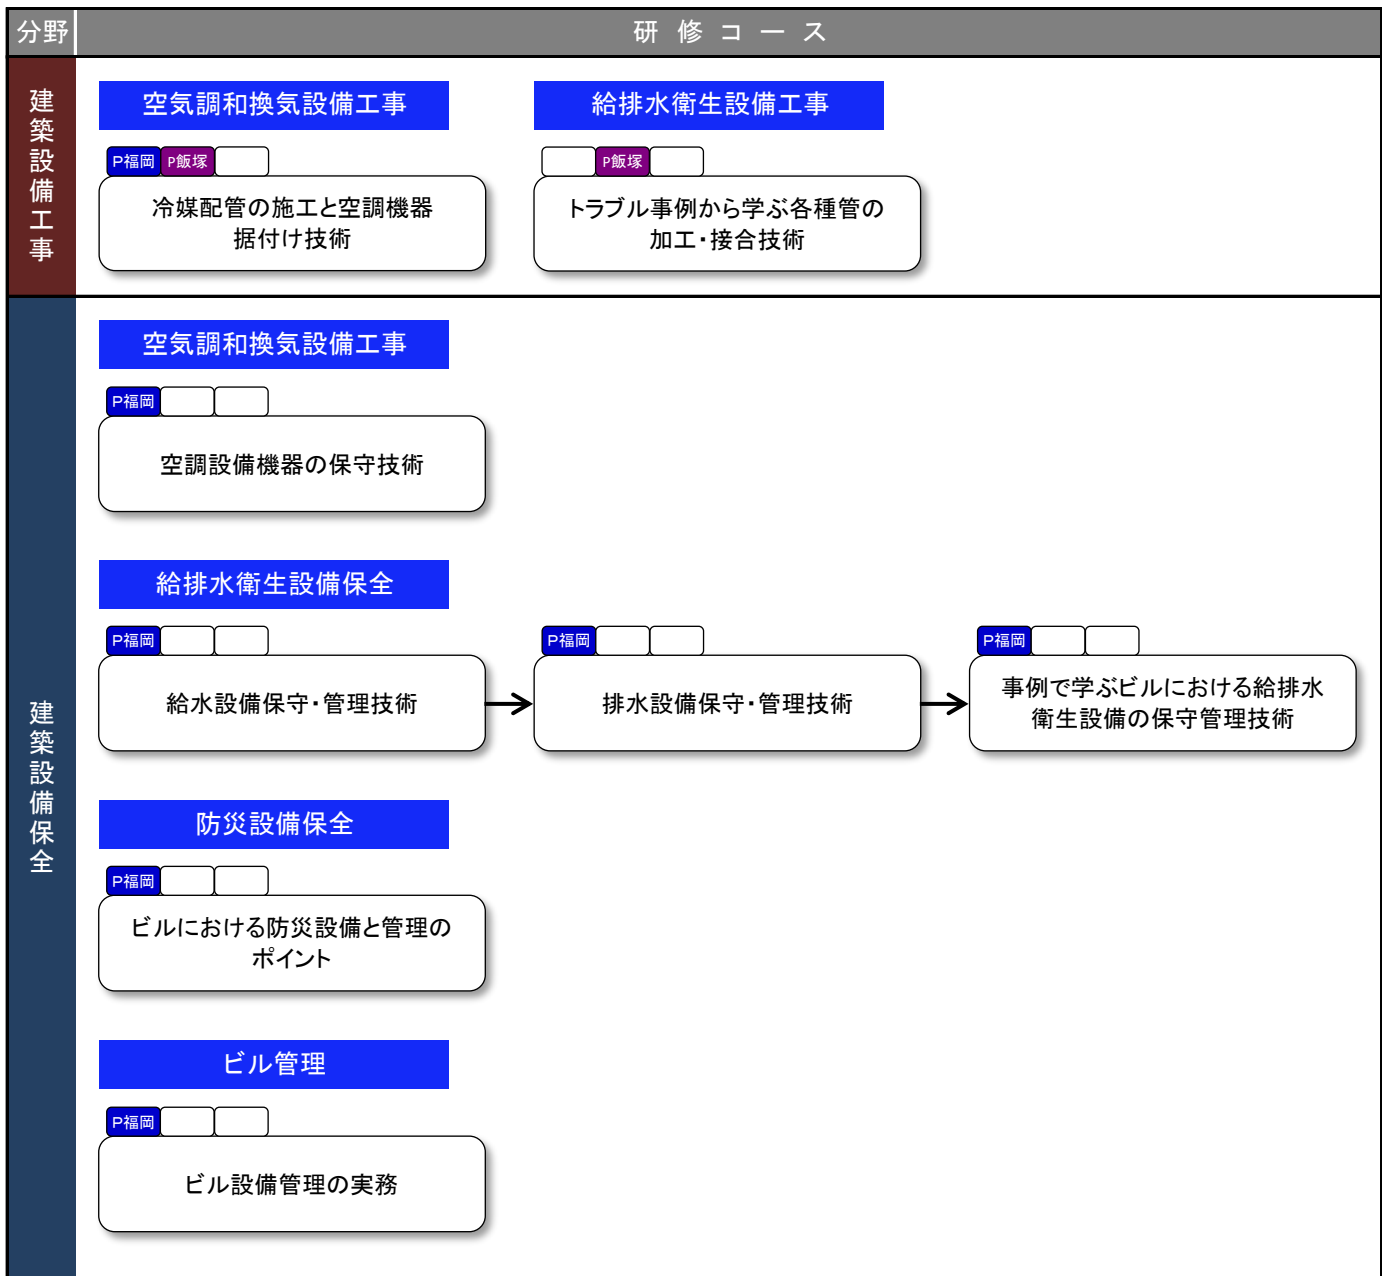 分野
研修コース
建築設備工事
空気調和換気設備工事
P福岡 P飯塚
冷媒配管の施工と空調機器
据付け技術
給排水衛生設備工事
P飯塚
トラブル事例から学ぶ各種管の
加工・接合技術
建築設備保全
空気調和換気設備工事
P福岡
空調設備機器の保守技術
給排水衛生設備保全
P福岡
給水設備保守・管理技術
P福岡
排水設備保守・管理技術
P福岡
事例で学ぶビルにおける給排水
衛生設備の保守管理技術
防災設備保全
P福岡
ビルにおける防災設備と管理の
ポイント
ビル管理
P福岡
ビル設備管理の実務